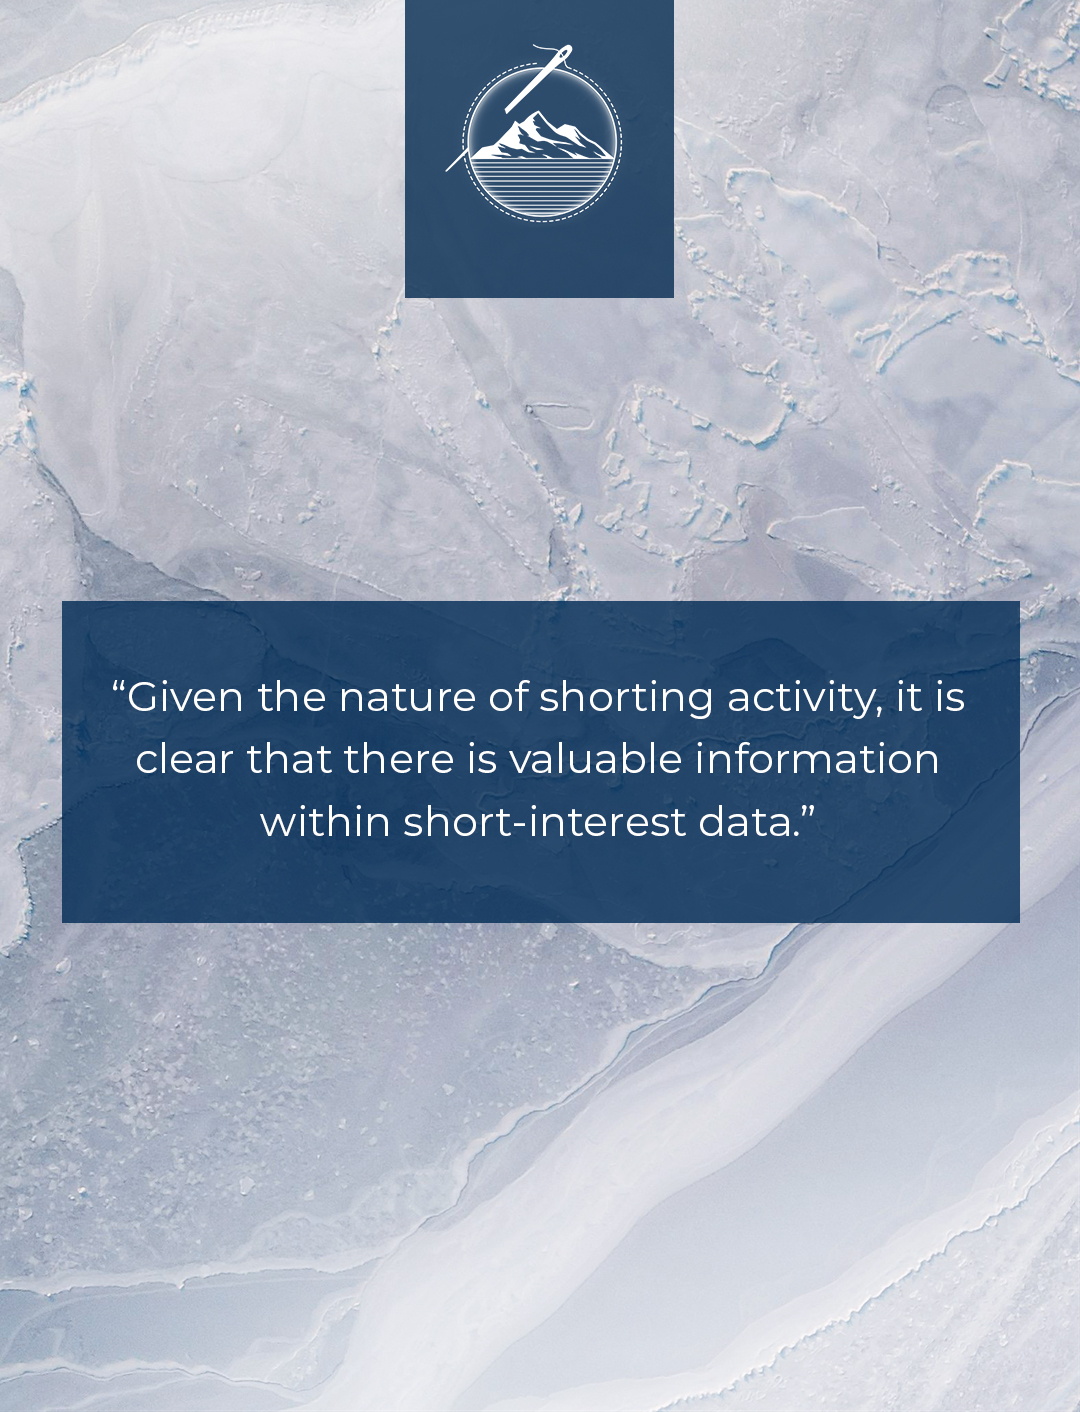 “Given the nature of shorting activity, it is
clear that there is valuable information
within short-interest data.”